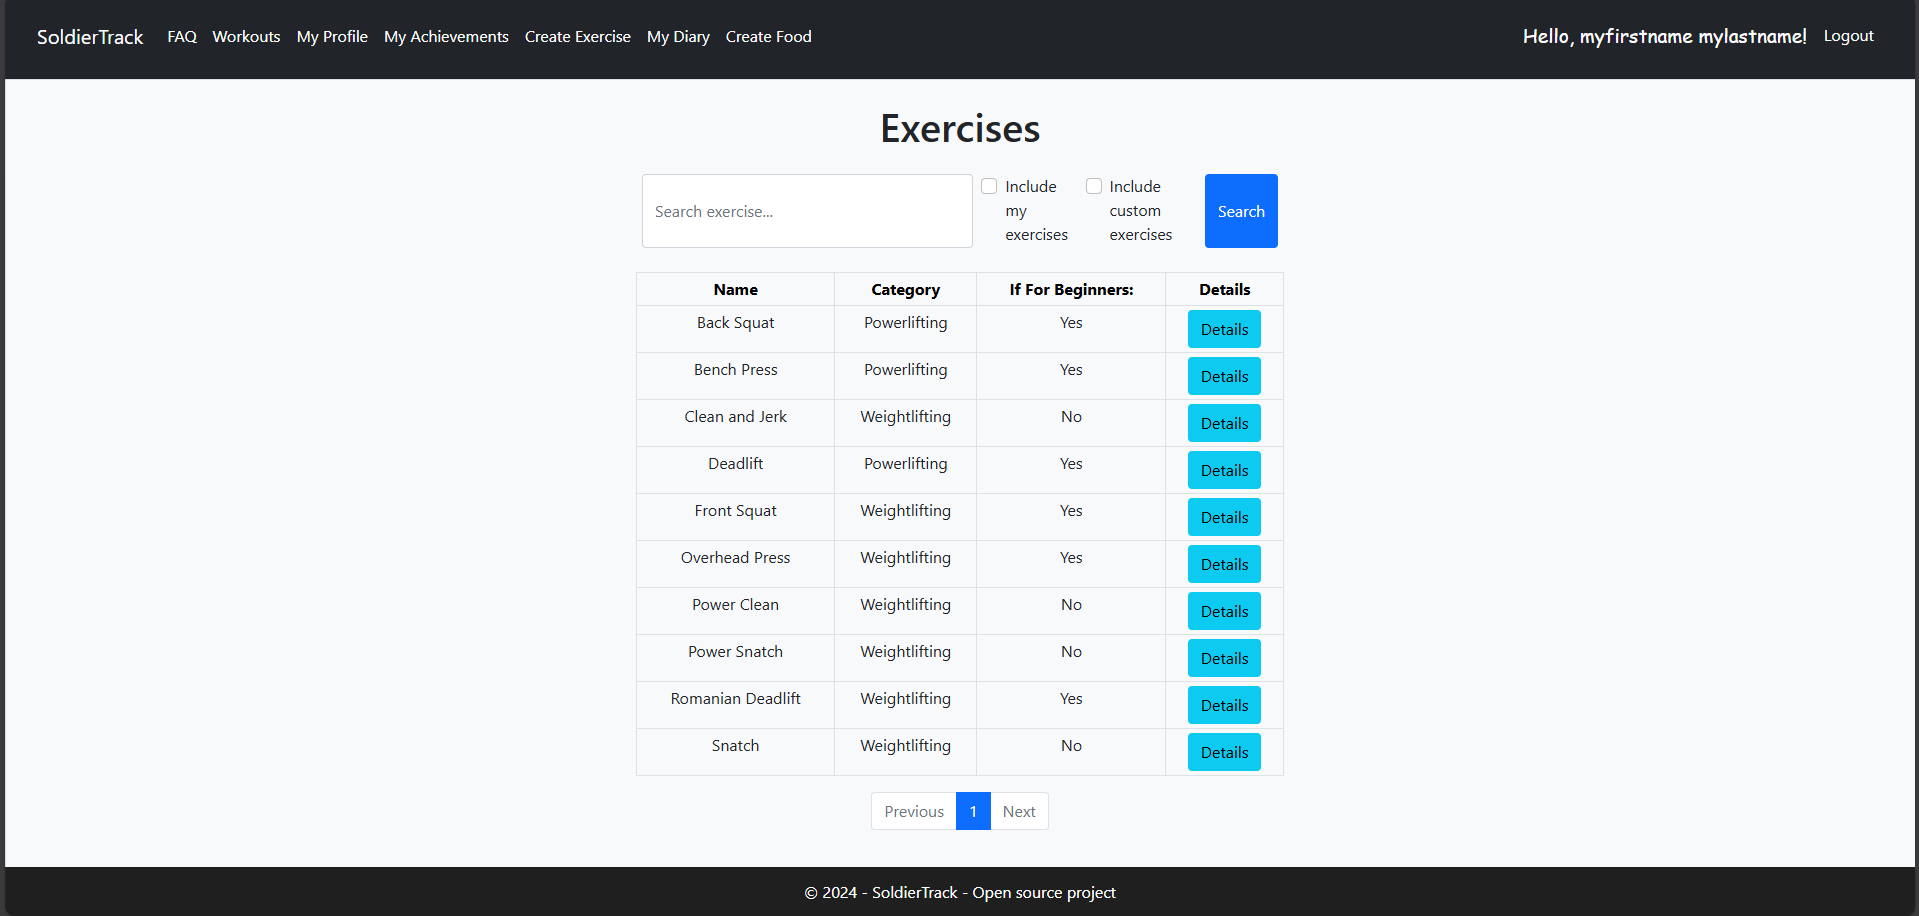 SoldierTrack FAQ Workouts My Profile My Achievements Create Exercise My Diary Create Food Hello, myfirstname mylastname! Logout
Exercises
Search exercise...
Include my exercises
Include custom exercises
Search
Name Category If For Beginners: Details
Back Squat Powerlifting Yes Details
Bench Press Powerlifting Yes Details
Clean and Jerk Weightlifting No Details
Deadlift Powerlifting Yes Details
Front Squat Weightlifting Yes Details
Overhead Press Weightlifting Yes Details
Power Clean Weightlifting No Details
Power Snatch Weightlifting No Details
Romanian Deadlift Weightlifting Yes Details
Snatch Weightlifting No Details
Previous 1 Next
© 2024 - SoldierTrack - Open source project